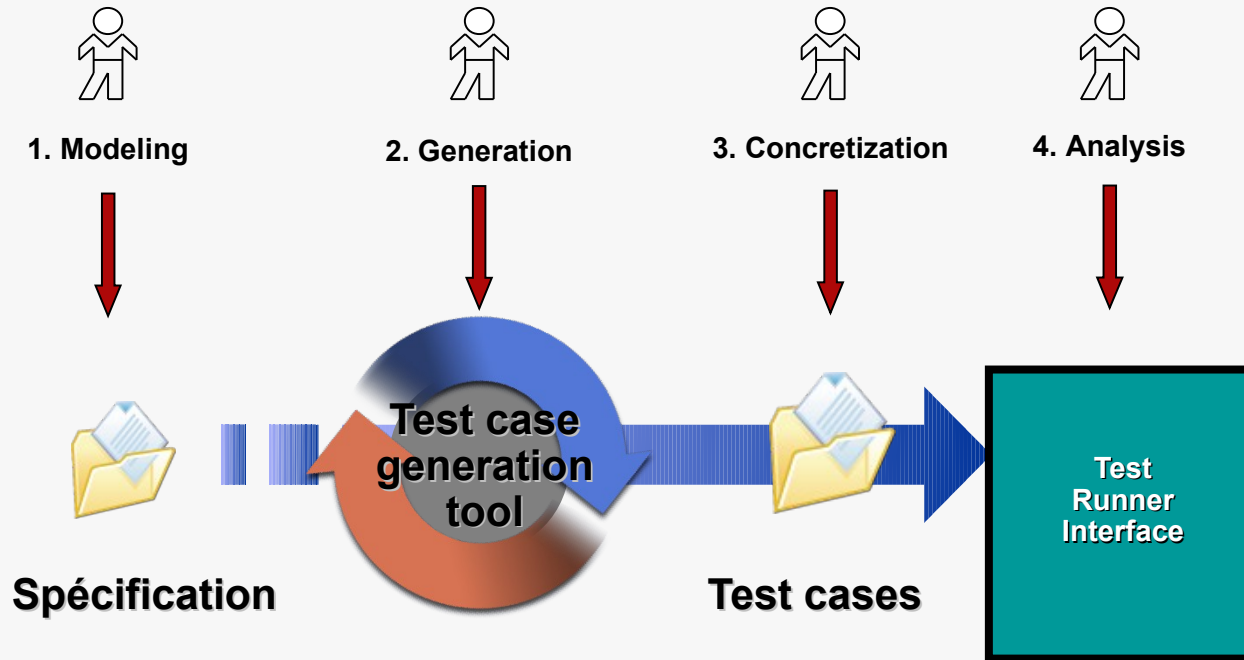 1. Modeling
2. Generation
3. Concretization
4. Analysis
Test case
generation
tool
Test
Runner
Interface
Spécification
Test cases